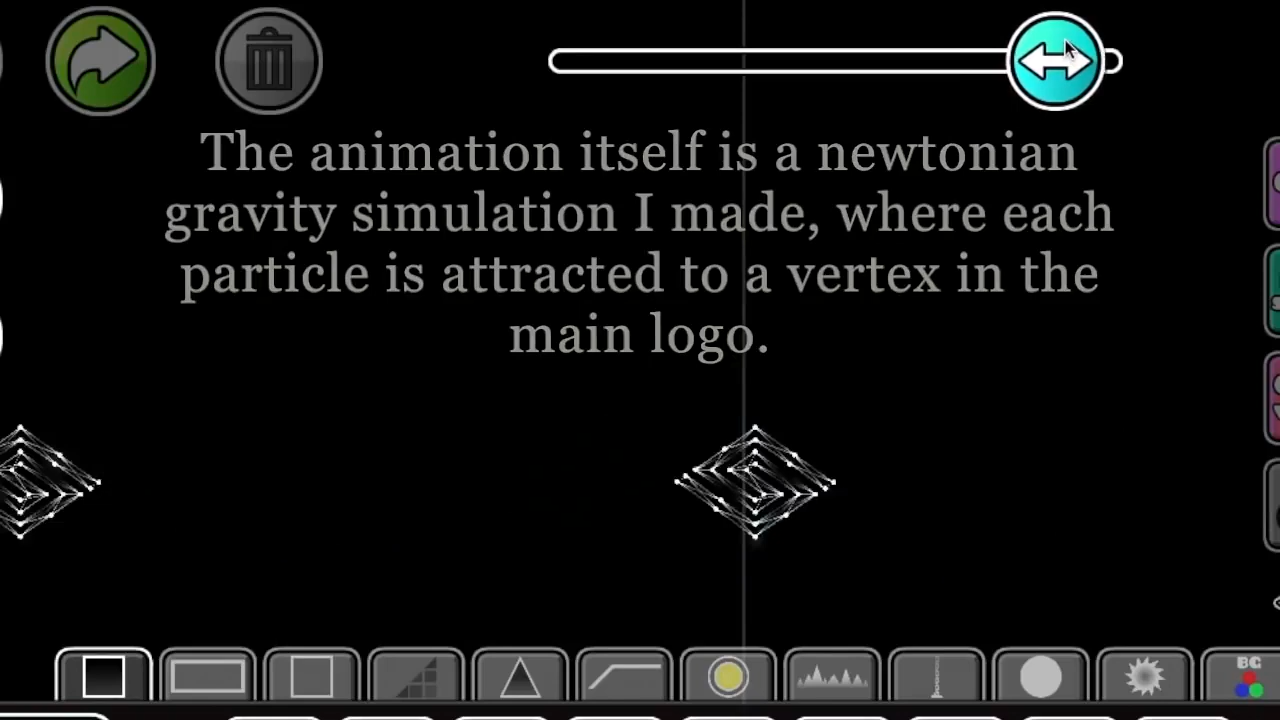 The animation itself is a newtonian
gravity simulation I made, where each
particle is attracted to a vertex in the
main logo.
BG